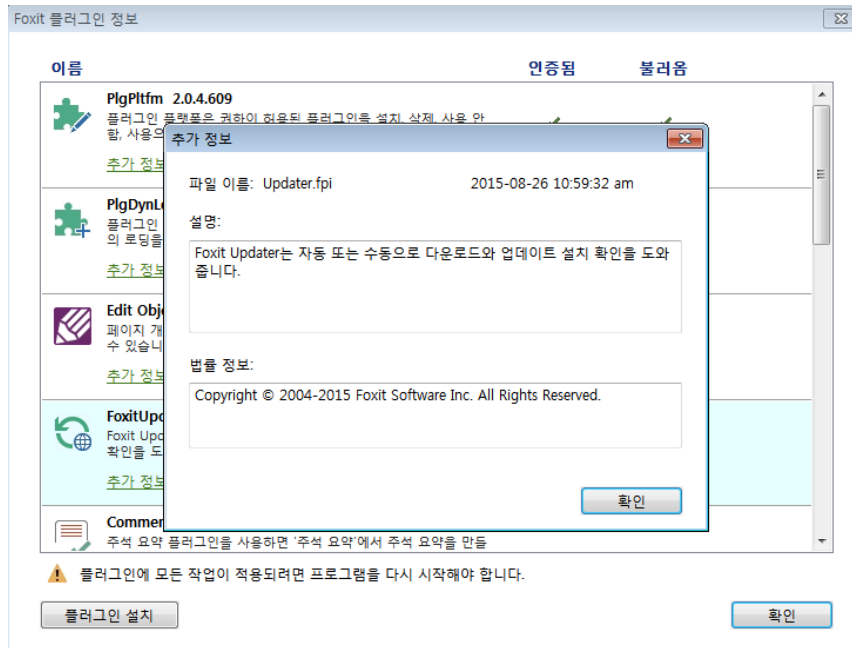 Foxit 플러그인 정보
이름 인증됨 불러옴
PlgPltfm 2.0.4.609
플러그인 플랫폼은 권한이 허용된 플러그인을 설치, 삭제, 사용 안
함, 사용으
추가 정보
PlgDynL
플러그인
의 로딩을
추가 정보
Edit Obj
페이지 개
수 있습니
추가 정보
FoxitUpd
Foxit Upd
확인을 도
추가 정보
Commen
주석 요약 플러그인을 사용하면 '주석 요약'에서 주석 요약을 만들
추가 정보
파일 이름: Updater.fpi 2015-08-26 10:59:32 am
설명:
Foxit Updater는 자동 또는 수동으로 다운로드와 업데이트 설치 확인을 도와
줍니다.
법률 정보:
Copyright © 2004-2015 Foxit Software Inc. All Rights Reserved.
확인
플러그인에 모든 작업이 적용되려면 프로그램을 다시 시작해야 합니다.
플러그인 설치 확인